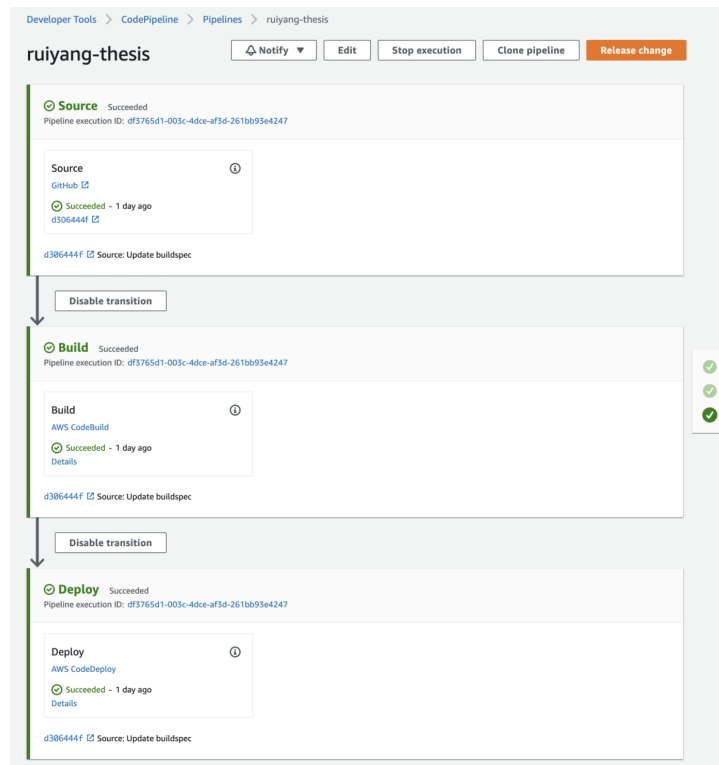 Developer Tools > CodePipeline > Pipelines > ruiyang-thesis
ruiyang-thesis
Notify ▼ Edit Stop execution Clone pipeline Release change
Source Succeeded
Pipeline execution ID: df3765d1-003c-4dce-af3d-261bb93e4247
Source
GitHub
Succeeded - 1 day ago
d306444f
d306444f Source: Update buildspec
Disable transition
Build Succeeded
Pipeline execution ID: df3765d1-003c-4dce-af3d-261bb93e4247
Build
AWS CodeBuild
Succeeded - 1 day ago
Details
d306444f Source: Update buildspec
Disable transition
Deploy Succeeded
Pipeline execution ID: df3765d1-003c-4dce-af3d-261bb93e4247
Deploy
AWS CodeDeploy
Succeeded - 1 day ago
Details
d306444f Source: Update buildspec